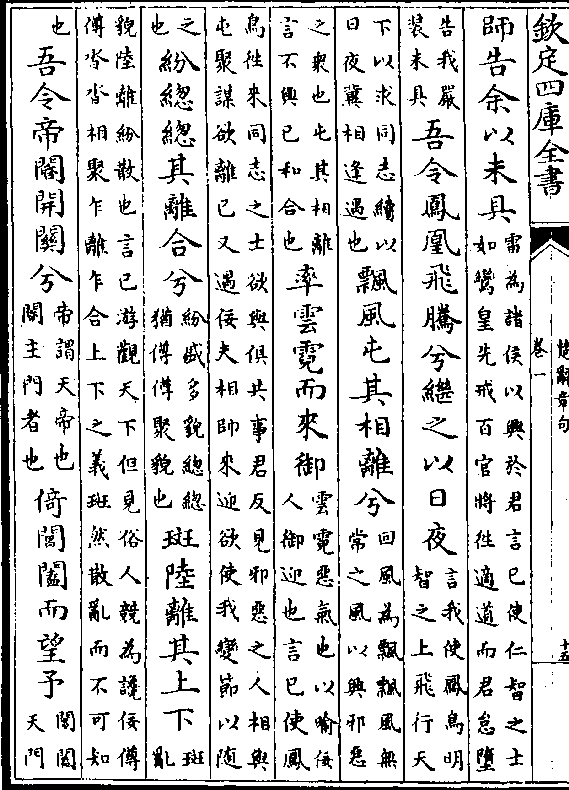 欽定四庫全書
楚辭章句
卷一
十五
師告余以未具
雷為諸侯以興於君言已使仁智之士
如鸞皇先戒百官將徃適道而君怠墮
告我嚴
裝未具
吾令鳳凰飛騰兮繼之以日夜
言我使鳳鳥明
智之上飛行天
下以求同志續以
日夜冀相逢遇也
飄風屯其相離兮
回風為飄飄風無
常之風以興邪惡
之衆也屯其相離
言不與已和合也
率雲霓而來御
雲霓惡氣也以喻佞
人御迎也言已使鳳
鳥徃來同志之士欲與俱共事君反見邪惡之人相與
屯聚謀欲離已又遇佞夫相帥來迎欲使我變節以隨
之
也
紛緫緫其離合兮
紛盛多貌緫緫
猶僔僔聚貌也
斑陸離其上下
斑
亂
貌陸離紛散也言已游觀天下但見俗人競為讒佞僔
僔沓沓相聚乍離乍合上下之義斑然散亂而不可知
也
吾令帝閽開關兮
帝謂天帝也
閽主門者也
倚閶闔而望予
閶闔
天門